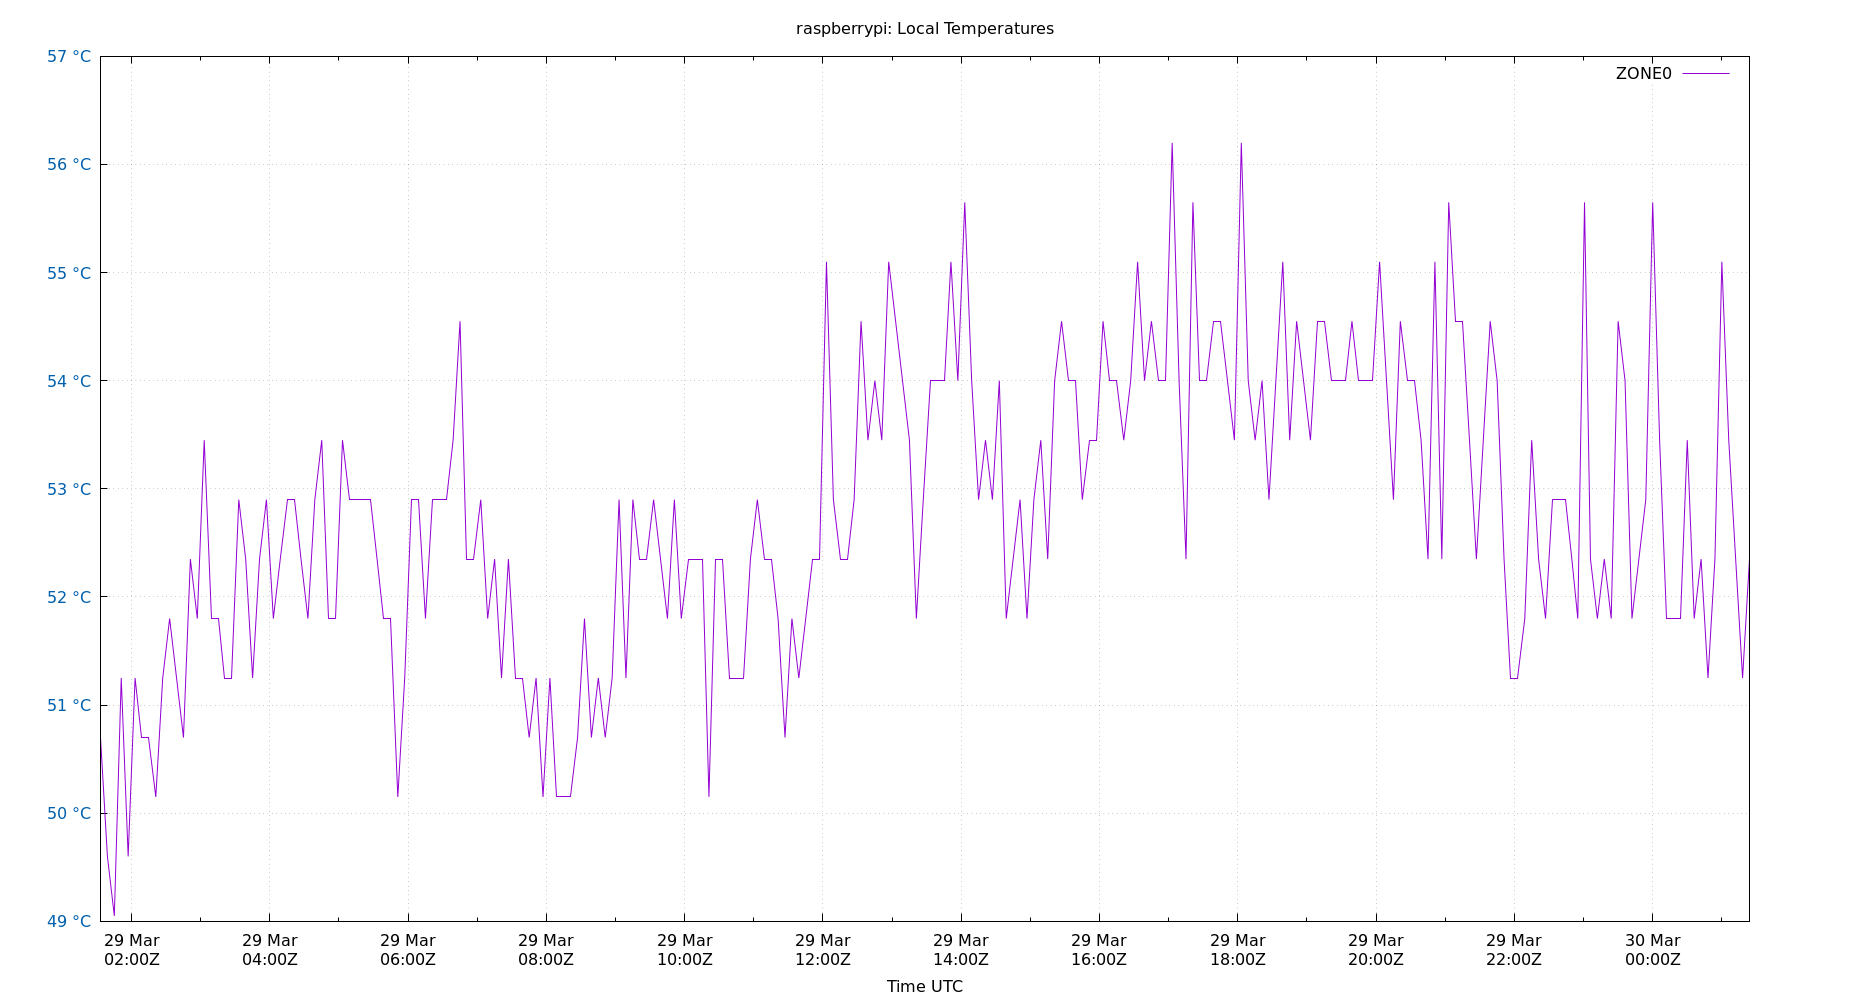 raspberrypi: Local Temperatures
57 °C
ZONE0
56 °C
55 °C
54 °C
53 °C
52 °C
51 °C
50 °C
49 °C
29 Mar 29 Mar 29 Mar 29 Mar 29 Mar 29 Mar 29 Mar 29 Mar 29 Mar 29 Mar 29 Mar 30 Mar
02:00Z 04:00Z 06:00Z 08:00Z 10:00Z 12:00Z 14:00Z 16:00Z 18:00Z 20:00Z 22:00Z 00:00Z
Time UTC